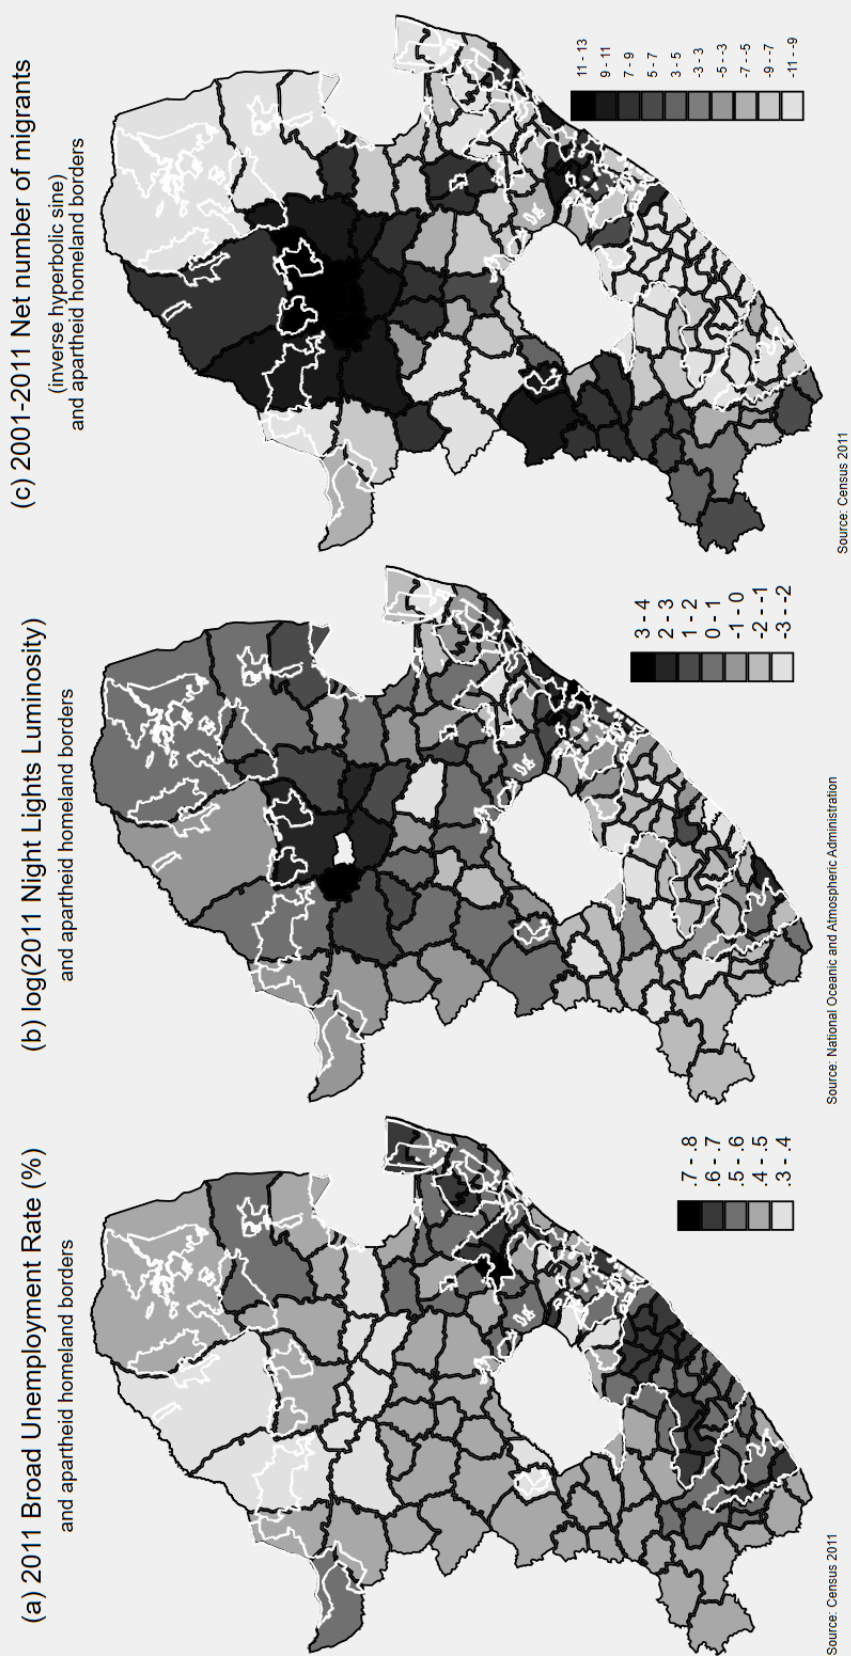 (a) 2011 Broad Unemployment Rate (%)
and apartheid homeland borders
.7 - .8
.6 - .7
.5 - .6
.4 - .5
.3 - .4
Source: Census 2011
(b) log(2011 Night Lights Luminosity)
and apartheid homeland borders
3 - 4
2 - 3
1 - 2
0 - 1
-1 - 0
-2 - -1
-3 - -2
Source: National Oceanic and Atmospheric Administration
(c) 2001-2011 Net number of migrants
(inverse hyperbolic sine)
and apartheid homeland borders
11 - 13
9 - 11
7 - 9
5 - 7
3 - 5
-3 - 3
-5 - -3
-7 - -5
-9 - -7
-11 - -9
Source: Census 2011